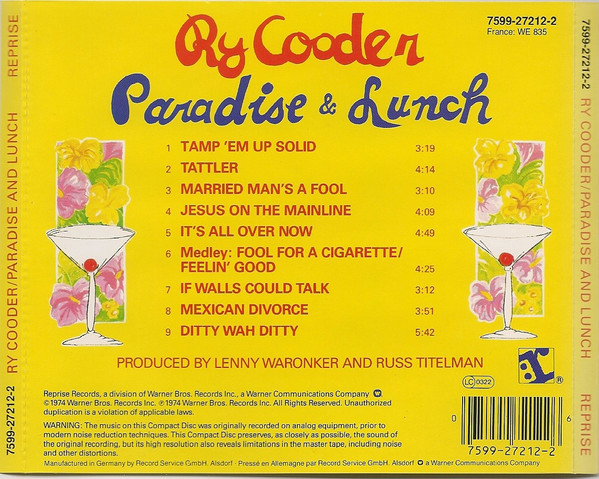 7599-27212-2 RY COODER/PARADISE AND LUNCH REPRISE
Ry Cooder
Paradise & Lunch
7599-27212-2
France: WE 835
1 TAMP 'EM UP SOLID 3:19
2 TATTLER 4:14
3 MARRIED MAN'S A FOOL 3:10
4 JESUS ON THE MAINLINE 4:09
5 IT'S ALL OVER NOW 4:49
6 Medley: FOOL FOR A CIGARETTE/
FEELIN' GOOD 4:25
7 IF WALLS COULD TALK 3:12
8 MEXICAN DIVORCE 3:51
9 DITTY WAH DITTY 5:42
PRODUCED BY LENNY WARONKER AND RUSS TITELMAN
Reprise Records, a division of Warner Bros. Records Inc., a Warner Communications Company
©1974 Warner Bros. Records Inc. ℗1974 Warner Bros. Records Inc. All Rights Reserved. Unauthorized
duplication is a violation of applicable laws.
WARNING: The music on this Compact Disc was originally recorded on analog equipment, prior to
modern noise reduction techniques. This Compact Disc preserves, as closely as possible, the sound of
the original recording, but its high resolution also reveals limitations in the master tape, including noise
and other distortions.
Manufactured in Germany by Record Service GmbH. Alsdorf · Pressé en Allemagne par Record Service GmbH. Alsdorf a Warner Communications Company
LC 0322
r ®
0 6
7599-27212-2
7599-27212-2 RY COODER/PARADISE AND LUNCH REPRISE